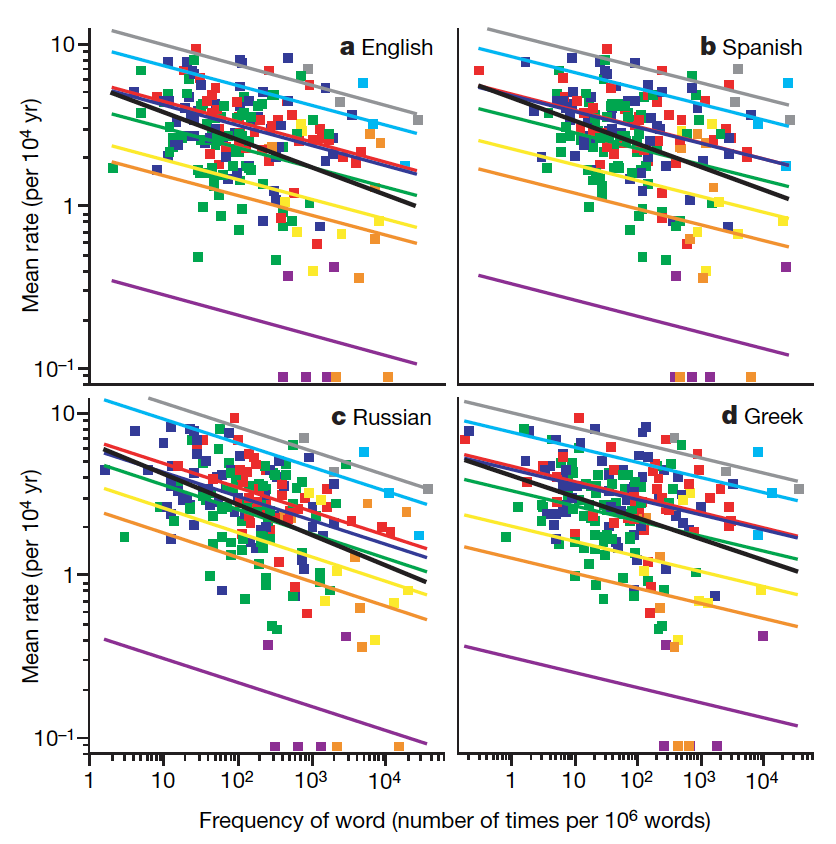 a English
b Spanish
10
1
10⁻¹
Mean rate (per 10⁴ yr)
c Russian
d Greek
10
1
10⁻¹
Mean rate (per 10⁴ yr)
1 10 10² 10³ 10⁴
1 10 10² 10³ 10⁴
Frequency of word (number of times per 10⁶ words)